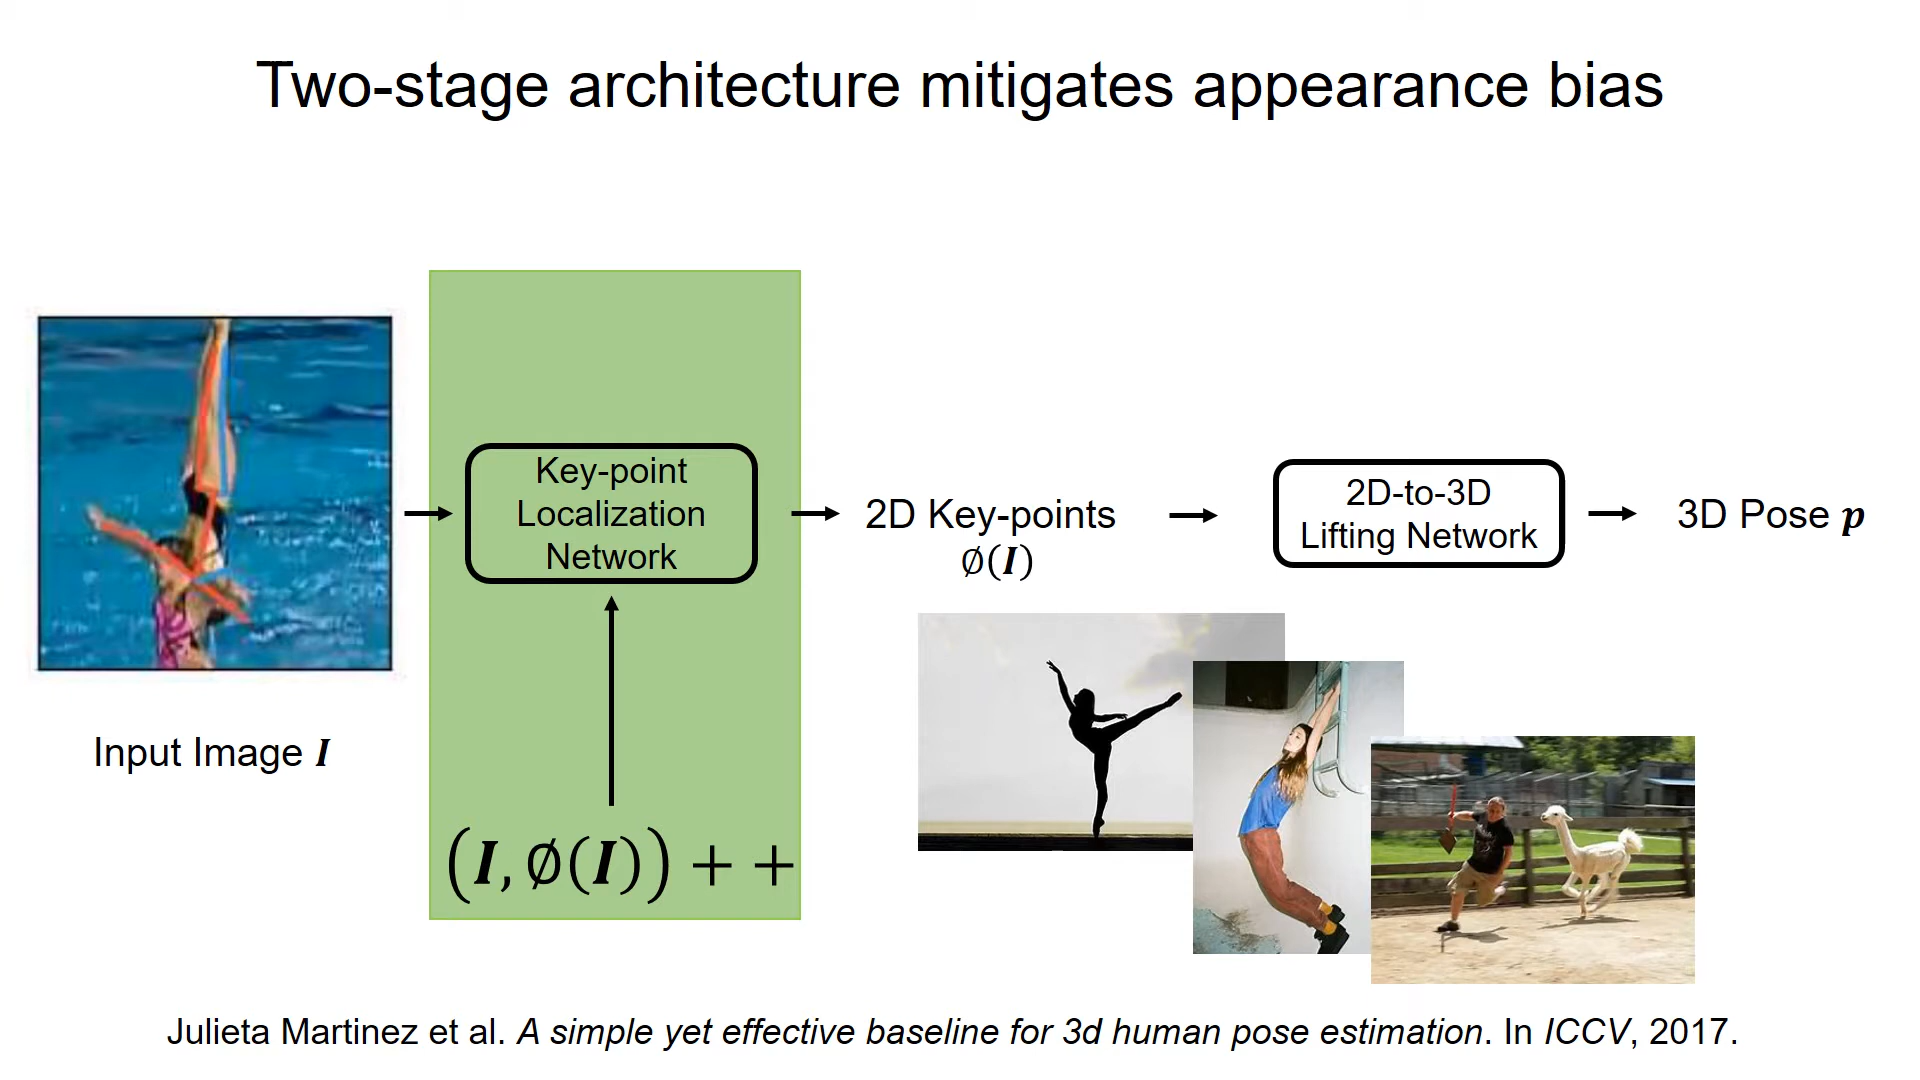 Two-stage architecture mitigates appearance bias
Key-point
Localization
Network
2D Key-points
∅(I)
2D-to-3D
Lifting Network
3D Pose p
Input Image I
(I, ∅(I)) + +
Julieta Martinez et al. A simple yet effective baseline for 3d human pose estimation. In ICCV, 2017.